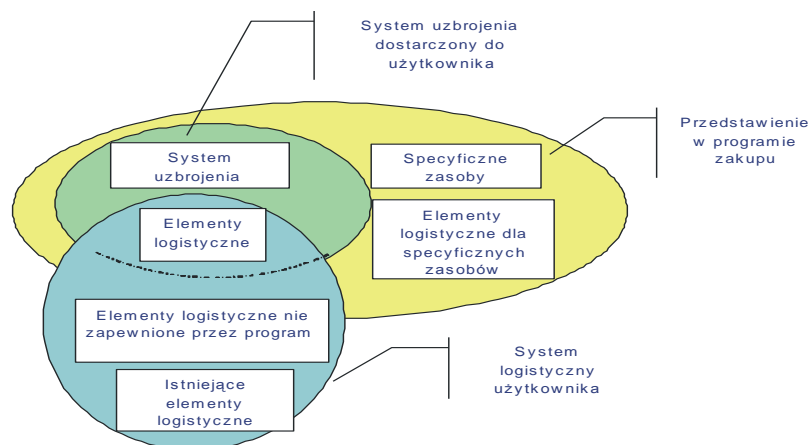 System uzbrojenia
dostarczony do
użytkownika
Przedstawienie
w programie
zakupu
System
uzbrojenia
Specyficzne
zasoby
Elementy
logistyczne
Elementy
logistyczne dla
specyficznych
zasobów
Elementy logistyczne nie
zapewnione przez program
System
logistyczny
użytkownika
Istniejące
elementy
logistyczne